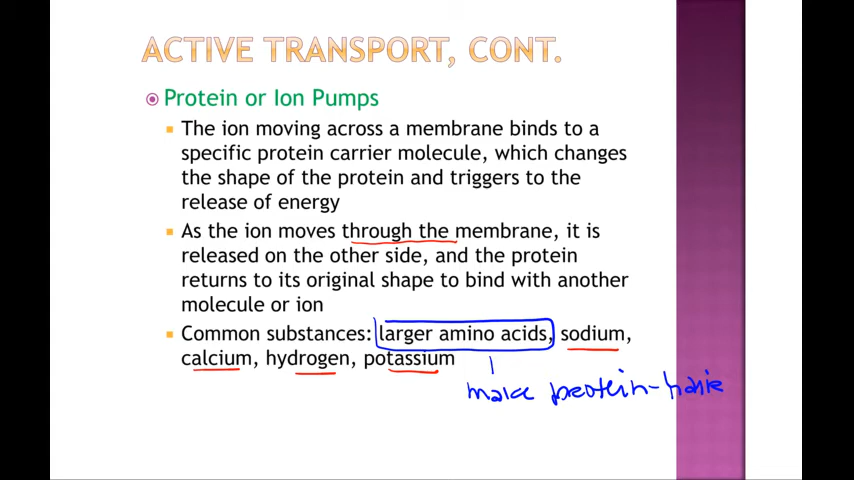 ACTIVE TRANSPORT, CONT.
Protein or Ion Pumps
The ion moving across a membrane binds to a
specific protein carrier molecule, which changes
the shape of the protein and triggers to the
release of energy
As the ion moves through the membrane, it is
released on the other side, and the protein
returns to its original shape to bind with another
molecule or ion
Common substances: larger amino acids, sodium,
calcium, hydrogen, potassium
make protein-